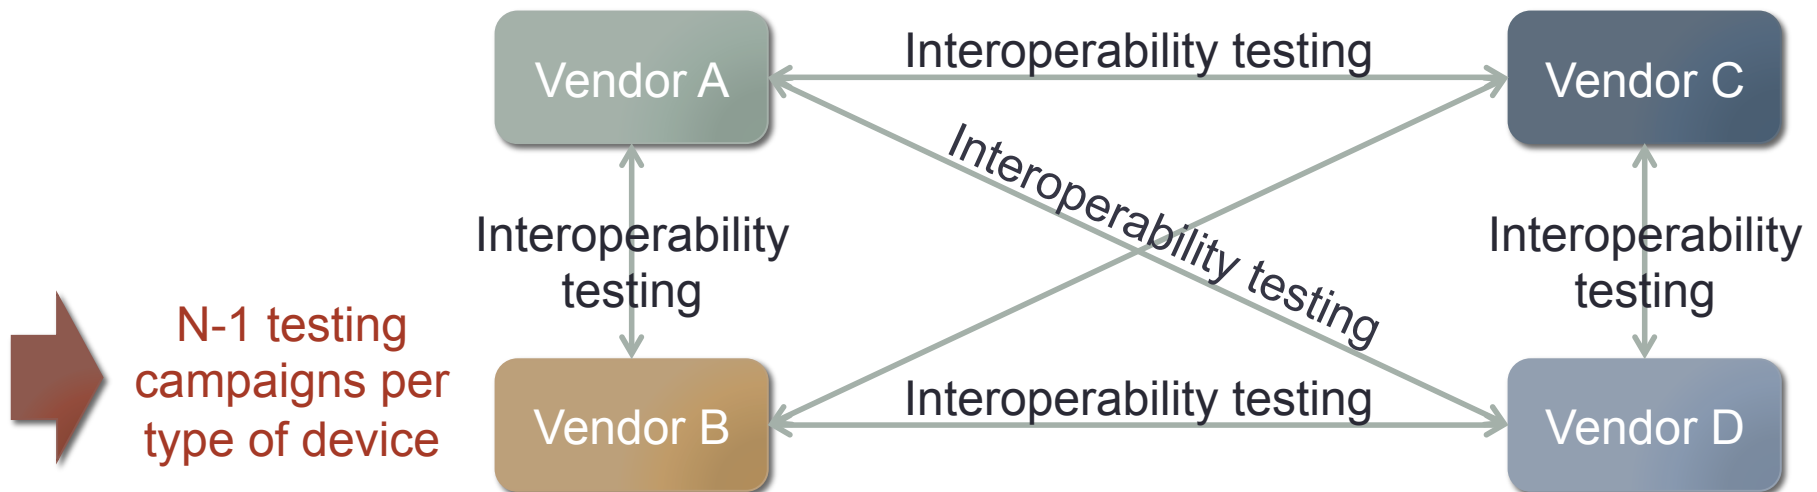 Vendor A
Interoperability testing
Vendor C
Interoperability testing
Interoperability
testing
Interoperability
testing
N-1 testing
campaigns per
type of device
Vendor B
Interoperability testing
Vendor D